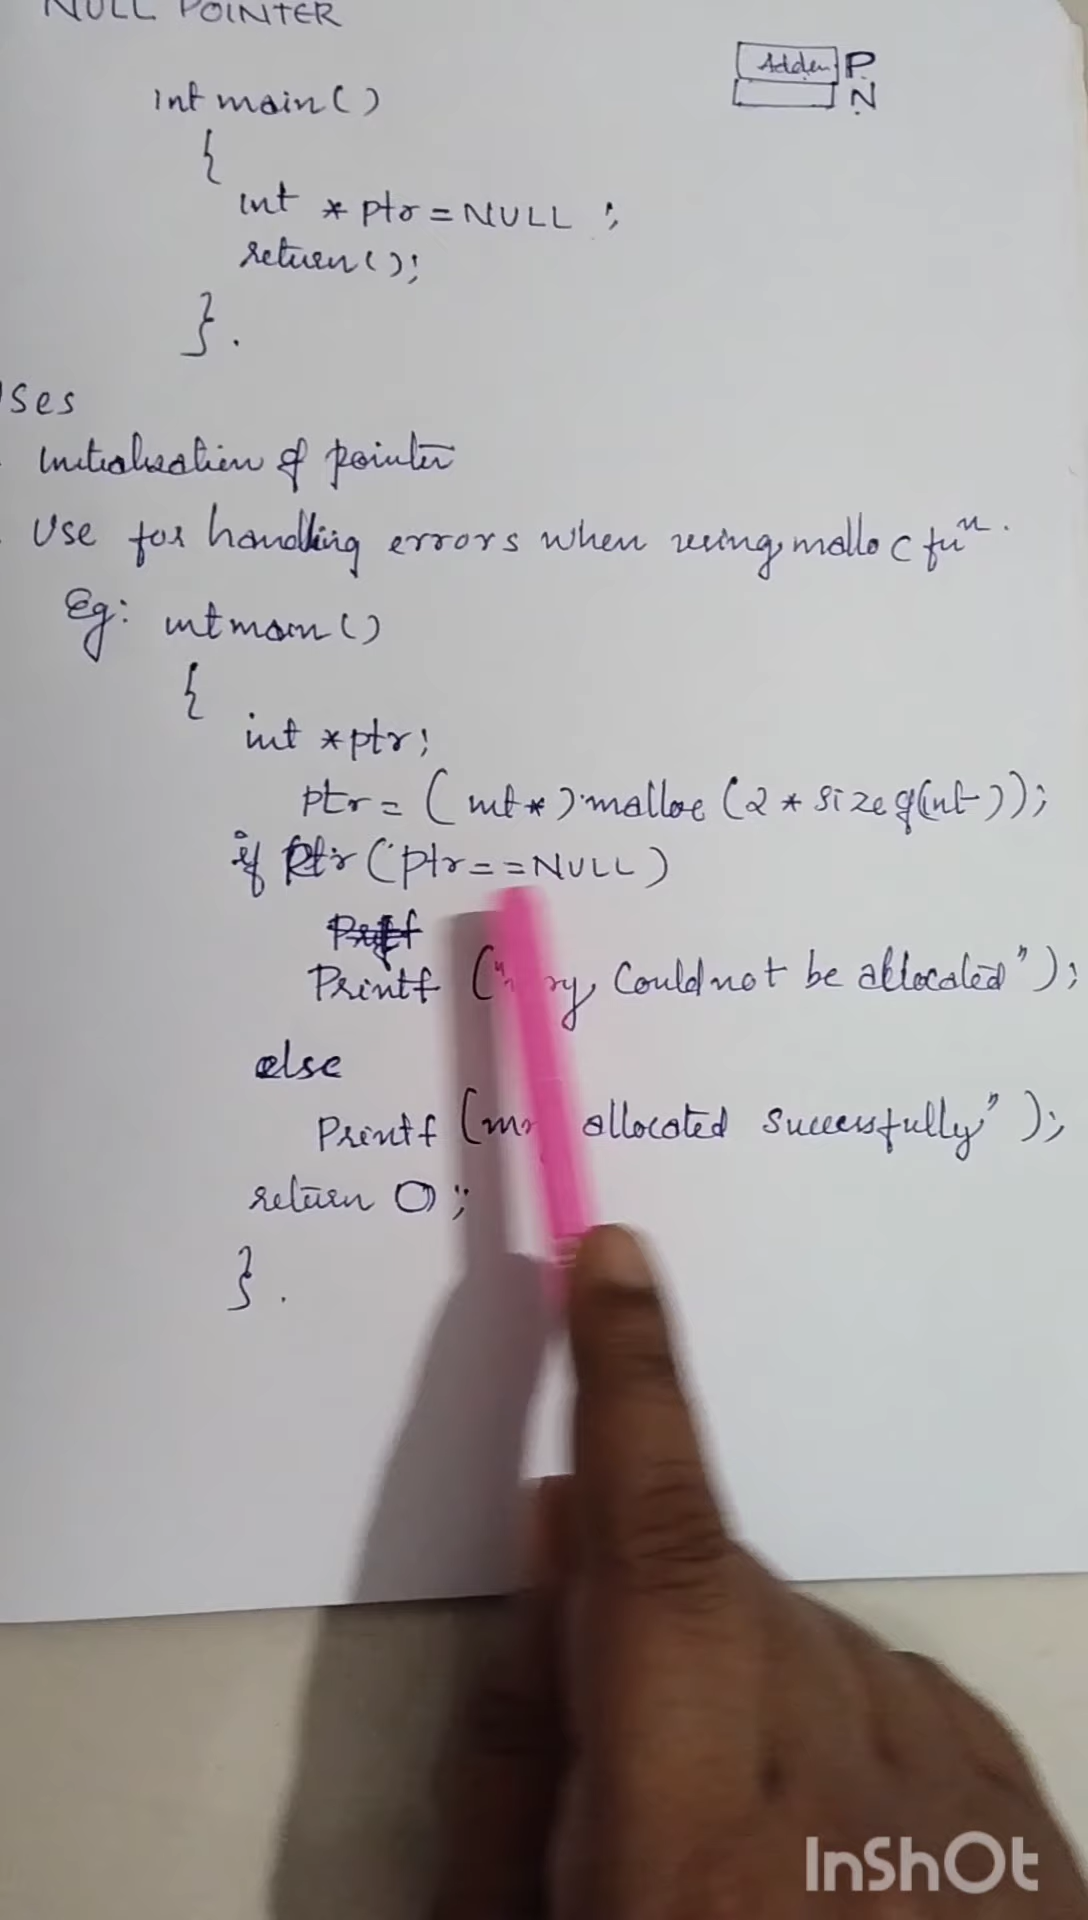 NULL POINTER
Adden P
N
int main()
{
int * ptr = NULL ;
return();
}.
ses
Initialisation of pointer
Use for handling errors when using malloc fuⁿ.
Eg: int main()
{
int *ptr;
ptr = (int*) malloc (2 * sizeof(int));
if (ptr==NULL)
Printf (" ry Could not be allocated");
else
Printf ( allocated Successfully");
return 0;
}.
InShOt